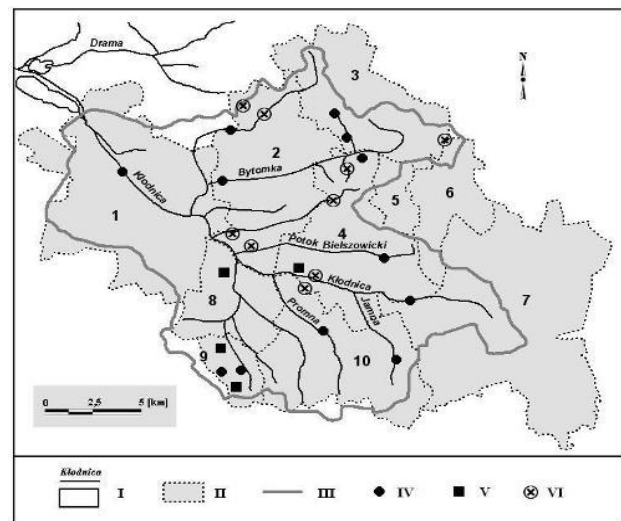 Drama
N
3
2
Bytomka
Kłodnica
1
5
6
4
Potok Bielszowicki
Kłodnica
7
8
Promna
Jamna
9
10
0 2,5 5 [km]
Kłodnica
I II III IV V VI